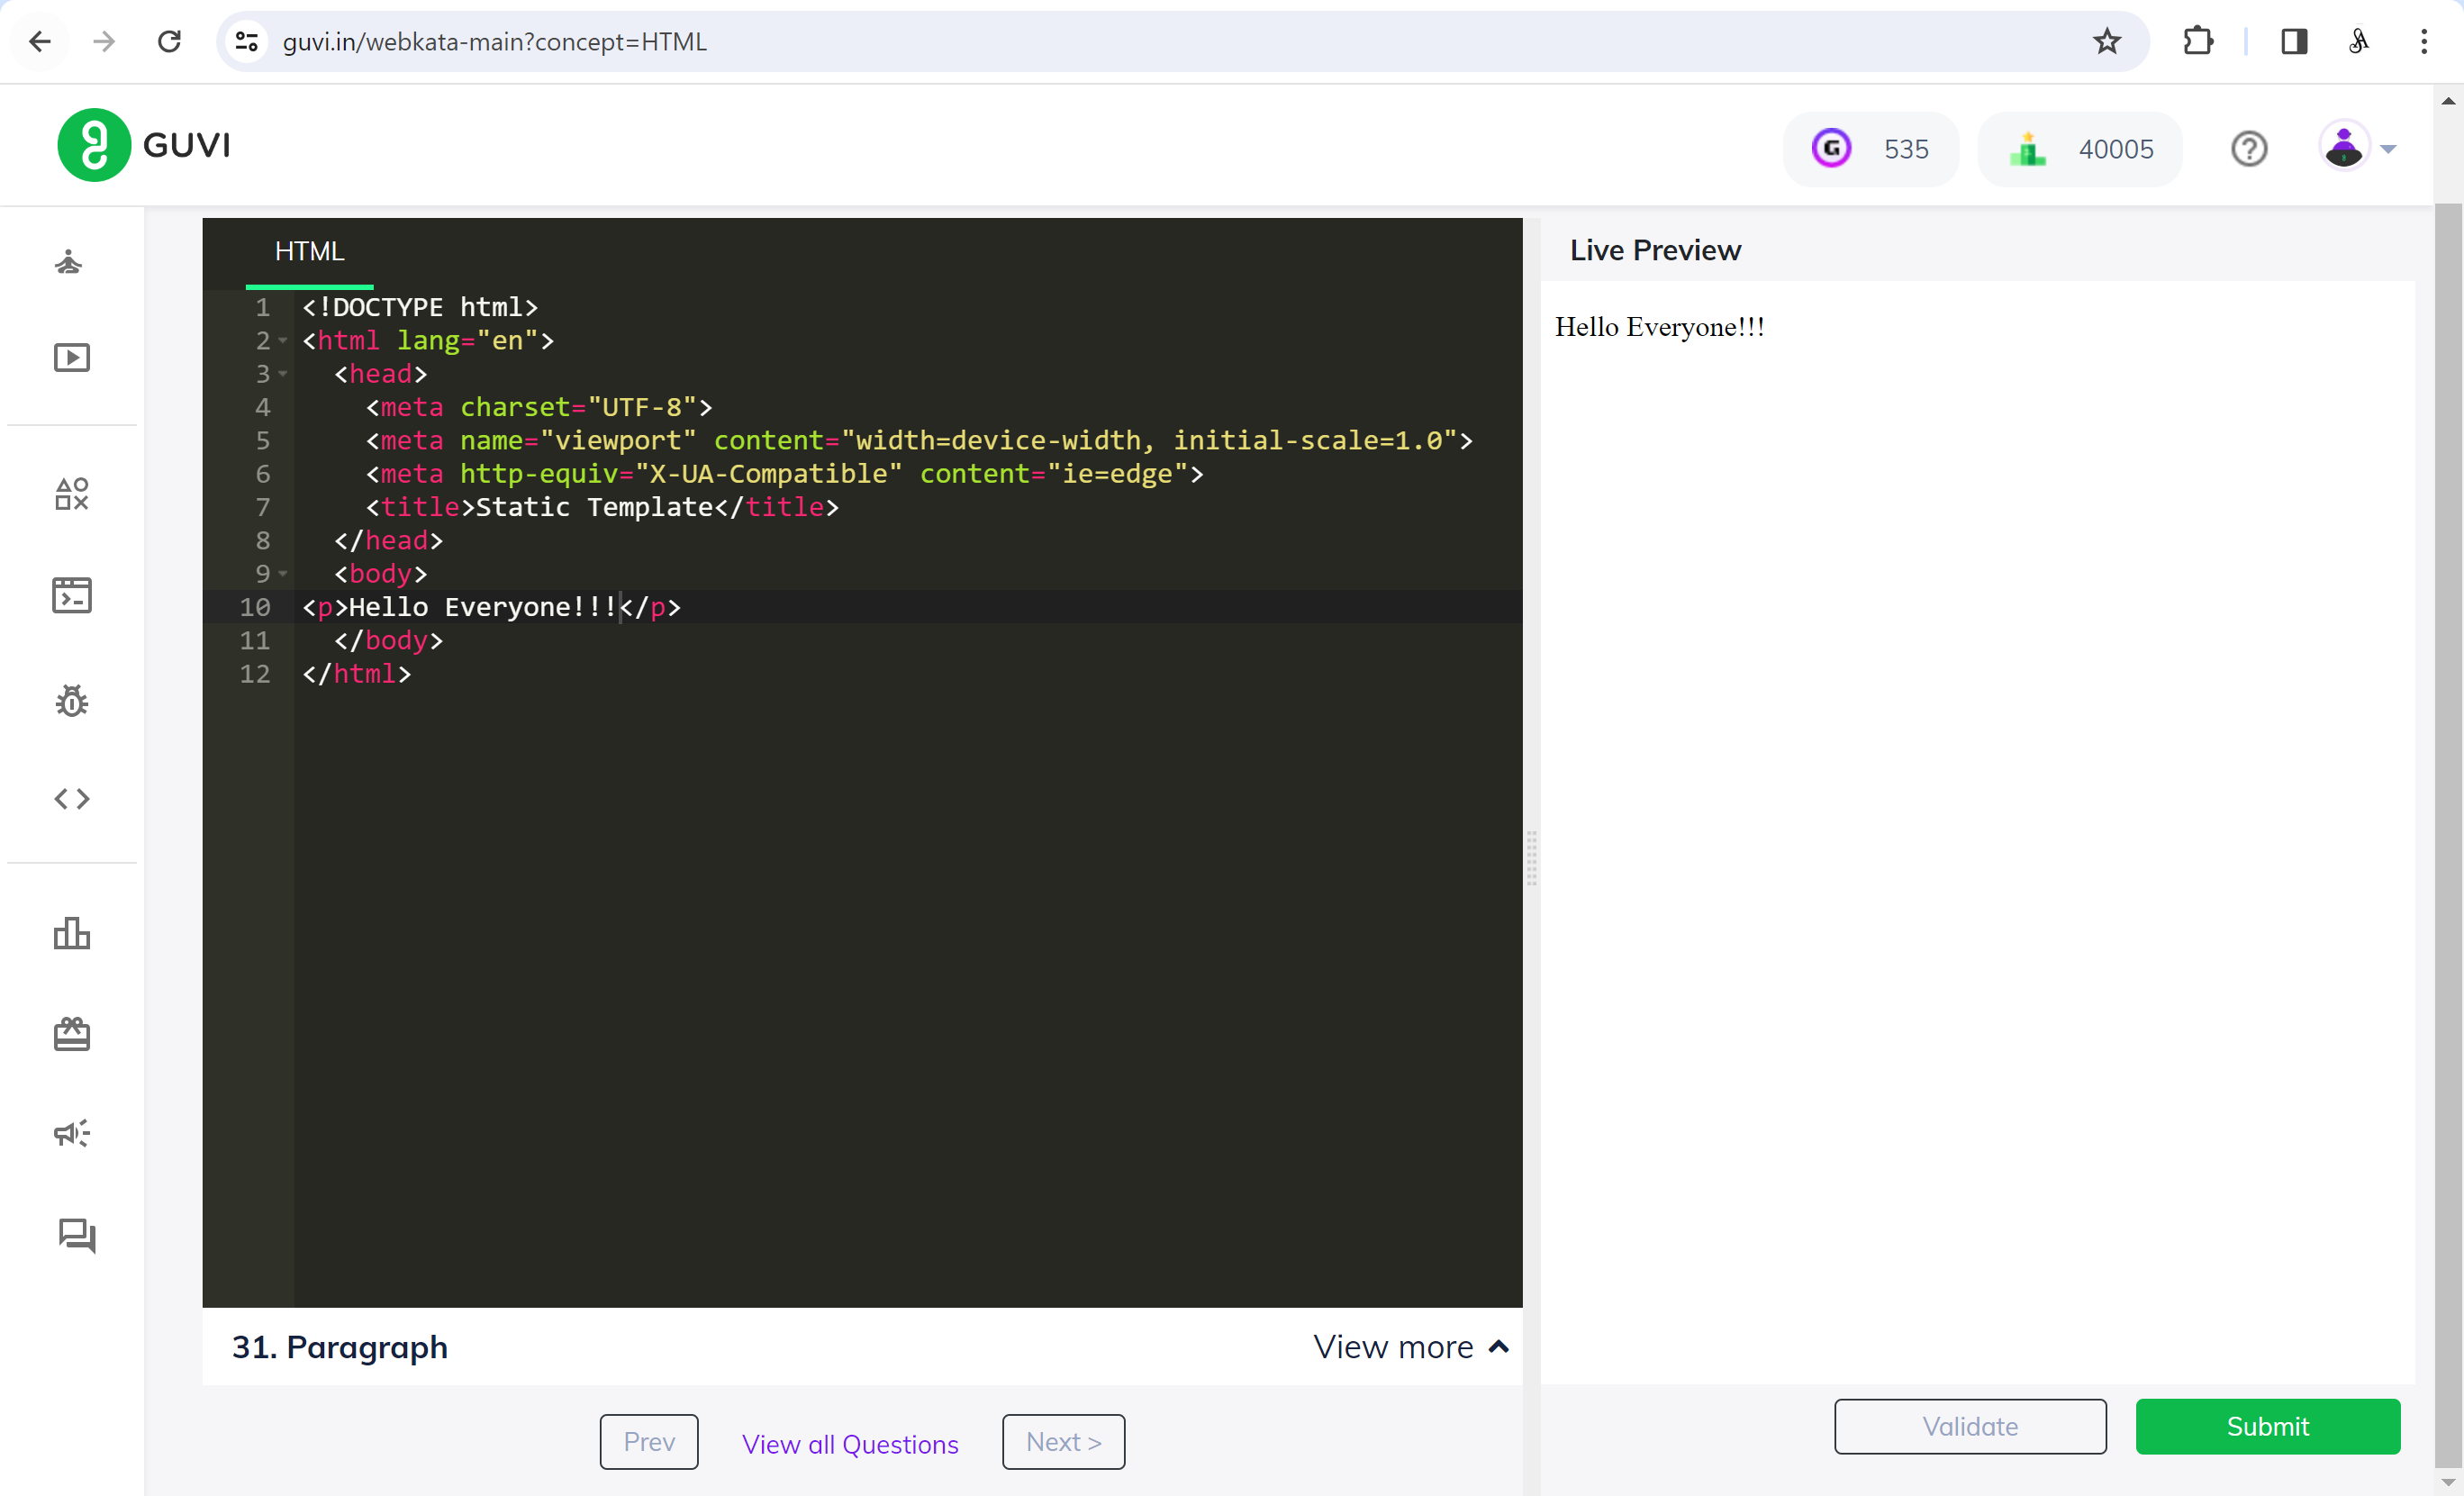 guvi.in/webkata-main?concept=HTML
GUVI
535
40005
HTML
Live Preview
1 <!DOCTYPE html>
2 <html lang="en">
3   <head>
4     <meta charset="UTF-8">
5     <meta name="viewport" content="width=device-width, initial-scale=1.0">
6     <meta http-equiv="X-UA-Compatible" content="ie=edge">
7     <title>Static Template</title>
8   </head>
9   <body>
10 <p>Hello Everyone!!!</p>
11   </body>
12 </html>
Hello Everyone!!!
31. Paragraph
View more
Prev
View all Questions
Next >
Validate
Submit